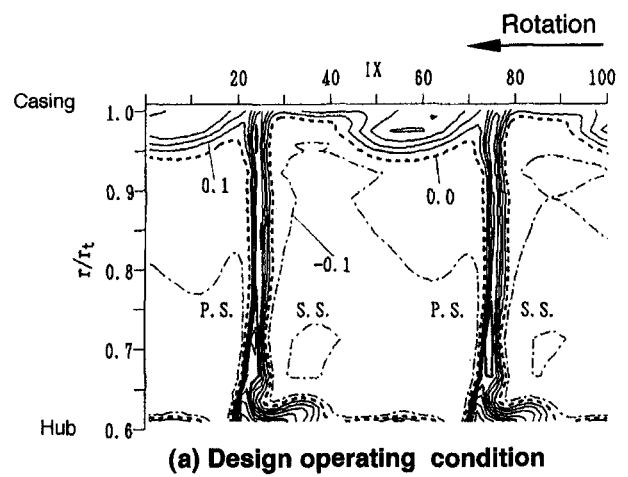 Rotation
IX
20 40 60 80 100
Casing
1.0
0.9
0.8
0.7
0.6
r/rt
Hub
0.1
0.0
-0.1
P.S. S.S. P.S. S.S.
(a) Design operating condition